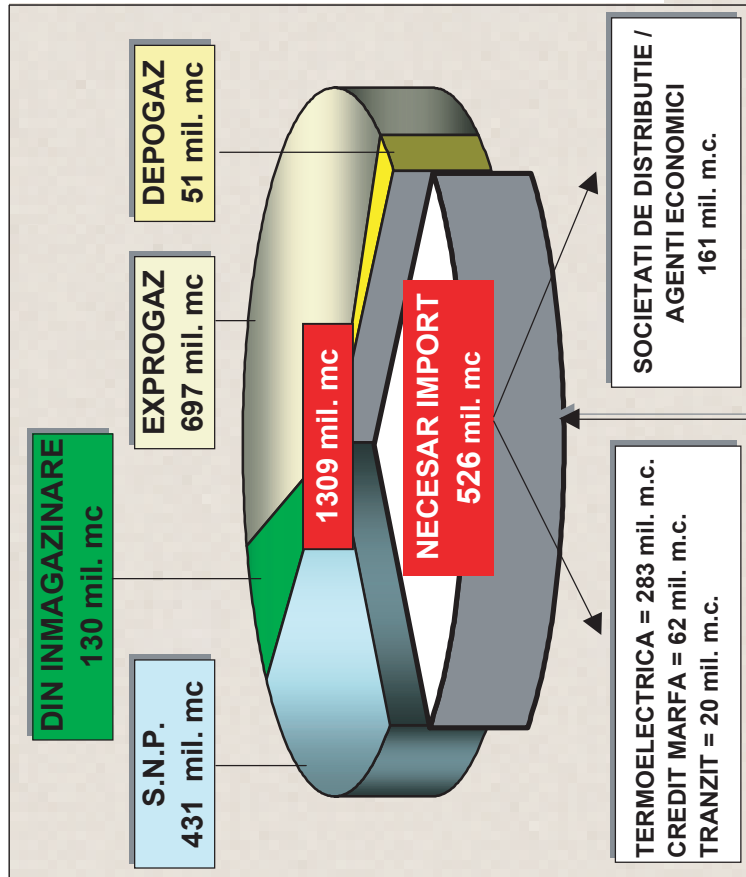 DIN INMAGAZINARE
130 mil. mc
S.N.P.
431 mil. mc
EXPROGAZ
697 mil. mc
DEPOGAZ
51 mil. mc
1309 mil. mc
NECESAR IMPORT
526 mil. mc
TERMOELECTRICA = 283 mil. m.c.
CREDIT MARFA = 62 mil. m.c.
TRANZIT = 20 mil. m.c.
SOCIETATI DE DISTRIBUTIE /
AGENTI ECONOMICI
161 mil. m.c.